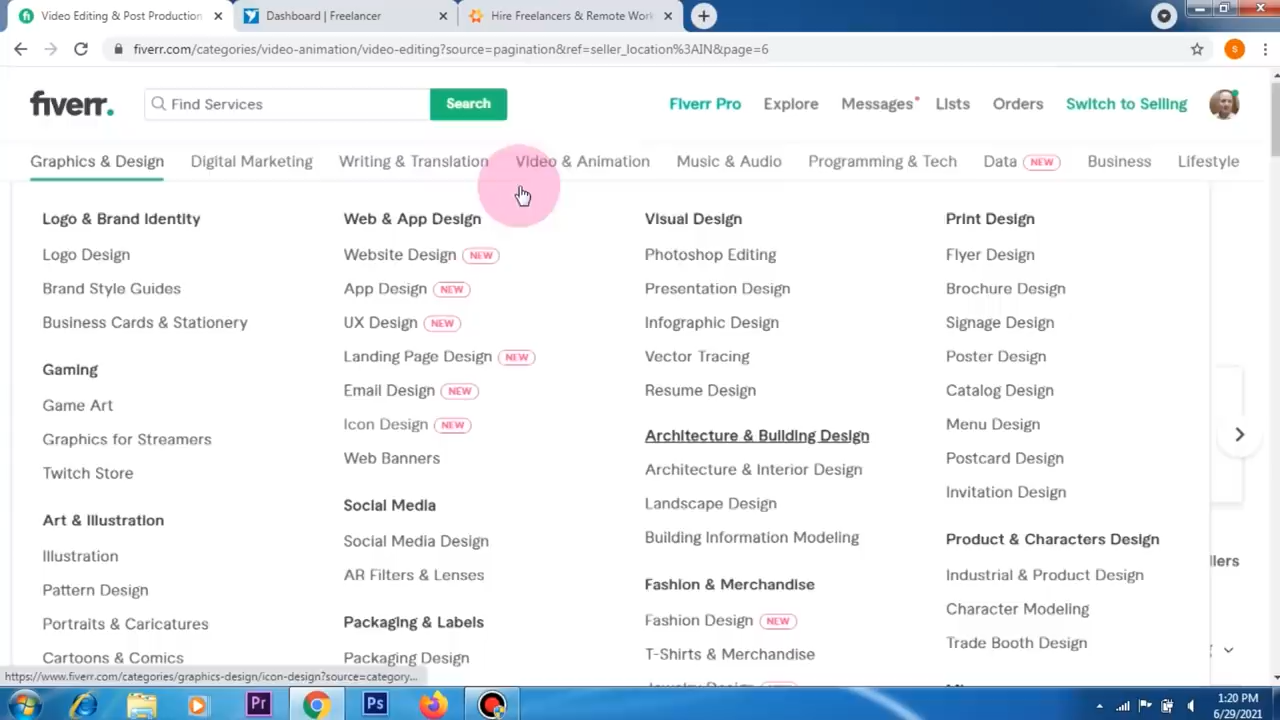 Video Editing & Post Production
Dashboard | Freelancer
Hire Freelancers & Remote Work
fiverr.com/categories/video-animation/video-editing?source=pagination&ref=seller_location%3AIN&page=6
S
fiverr.
Find Services
Search
Fiverr Pro
Explore
Messages
Lists
Orders
Switch to Selling
Graphics & Design
Digital Marketing
Writing & Translation
Video & Animation
Music & Audio
Programming & Tech
Data NEW
Business
Lifestyle
Logo & Brand Identity
Logo Design
Brand Style Guides
Business Cards & Stationery
Gaming
Game Art
Graphics for Streamers
Twitch Store
Art & Illustration
Illustration
Pattern Design
Portraits & Caricatures
Cartoons & Comics
Web & App Design
Website Design NEW
App Design NEW
UX Design NEW
Landing Page Design NEW
Email Design NEW
Icon Design NEW
Web Banners
Social Media
Social Media Design
AR Filters & Lenses
Packaging & Labels
Packaging Design
Visual Design
Photoshop Editing
Presentation Design
Infographic Design
Vector Tracing
Resume Design
Architecture & Building Design
Architecture & Interior Design
Landscape Design
Building Information Modeling
Fashion & Merchandise
Fashion Design NEW
T-Shirts & Merchandise
Jewelry Design NEW
Print Design
Flyer Design
Brochure Design
Signage Design
Poster Design
Catalog Design
Menu Design
Postcard Design
Invitation Design
Product & Characters Design
Industrial & Product Design
Character Modeling
Trade Booth Design
llers
https://www.fiverr.com/categories/graphics-design/icon-design?source=category...
Pr
Ps
1:20 PM
6/29/2021